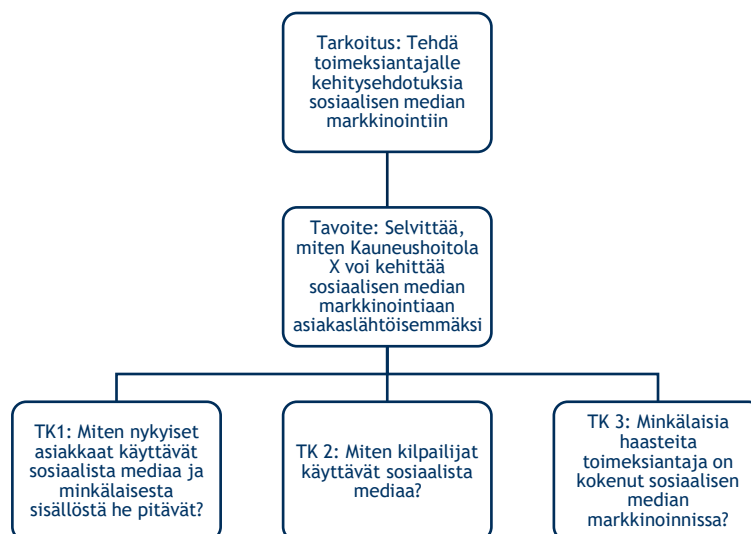 Tarkoitus: Tehdä
toimeksiantajalle
kehitysehdotuksia
sosiaalisen median
markkinointiin
Tavoite: Selvittää,
miten Kauneushoitola
X voi kehittää
sosiaalisen median
markkinointiaan
asiakaslähtöisemmäksi
TK1: Miten nykyiset
asiakkaat käyttävät
sosiaalista mediaa ja
minkälaisesta
sisällöstä he pitävät?
TK 2: Miten kilpailijat
käyttävät sosiaalista
mediaa?
TK 3: Minkälaisia
haasteita
toimeksiantaja on
kokenut sosiaalisen
median
markkinoinnissa?